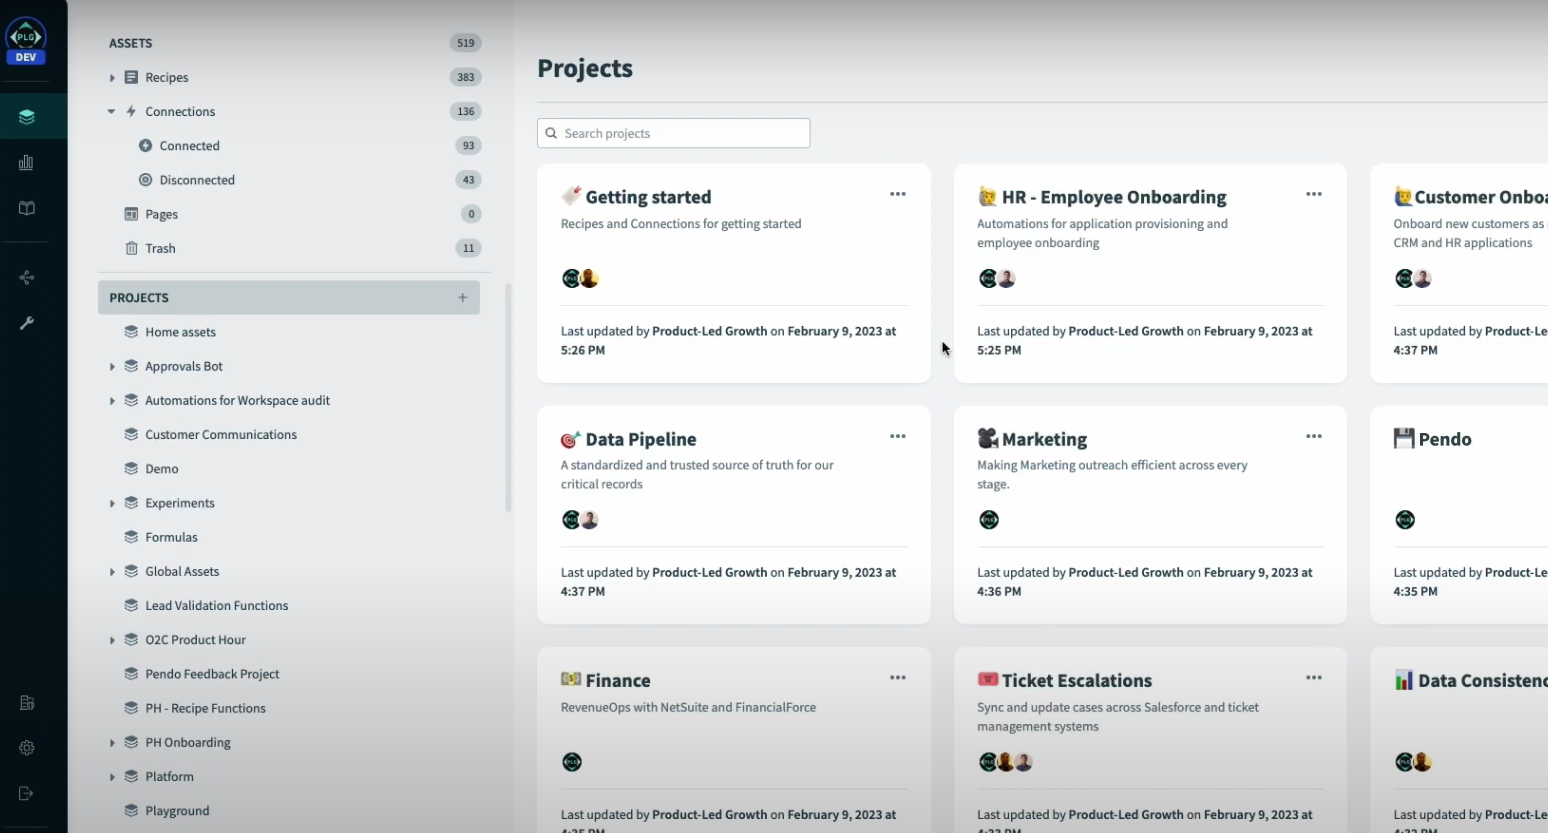 PLG
DEV
ASSETS 519
Recipes 383
Connections 136
Connected 93
Disconnected 43
Pages 0
Trash 11
PROJECTS +
Home assets
Approvals Bot
Automations for Workspace audit
Customer Communications
Demo
Experiments
Formulas
Global Assets
Lead Validation Functions
O2C Product Hour
Pendo Feedback Project
PH - Recipe Functions
PH Onboarding
Platform
Playground
Projects
Search projects
Getting started
Recipes and Connections for getting started
Last updated by Product-Led Growth on February 9, 2023 at
5:26 PM
HR - Employee Onboarding
Automations for application provisioning and
employee onboarding
Last updated by Product-Led Growth on February 9, 2023 at
5:25 PM
Customer Onboa
Onboard new customers as
CRM and HR applications
Last updated by Product-Le
4:37 PM
Data Pipeline
A standardized and trusted source of truth for our
critical records
Last updated by Product-Led Growth on February 9, 2023 at
4:37 PM
Marketing
Making Marketing outreach efficient across every
stage.
Last updated by Product-Led Growth on February 9, 2023 at
4:36 PM
Pendo
Last updated by Product-Le
4:35 PM
Finance
RevenueOps with NetSuite and FinancialForce
Last updated by Product-Led Growth on February 9, 2023 at
Ticket Escalations
Sync and update cases across Salesforce and ticket
management systems
Last updated by Product-Led Growth on February 9, 2023 at
Data Consistenc
Last updated by Product-Le